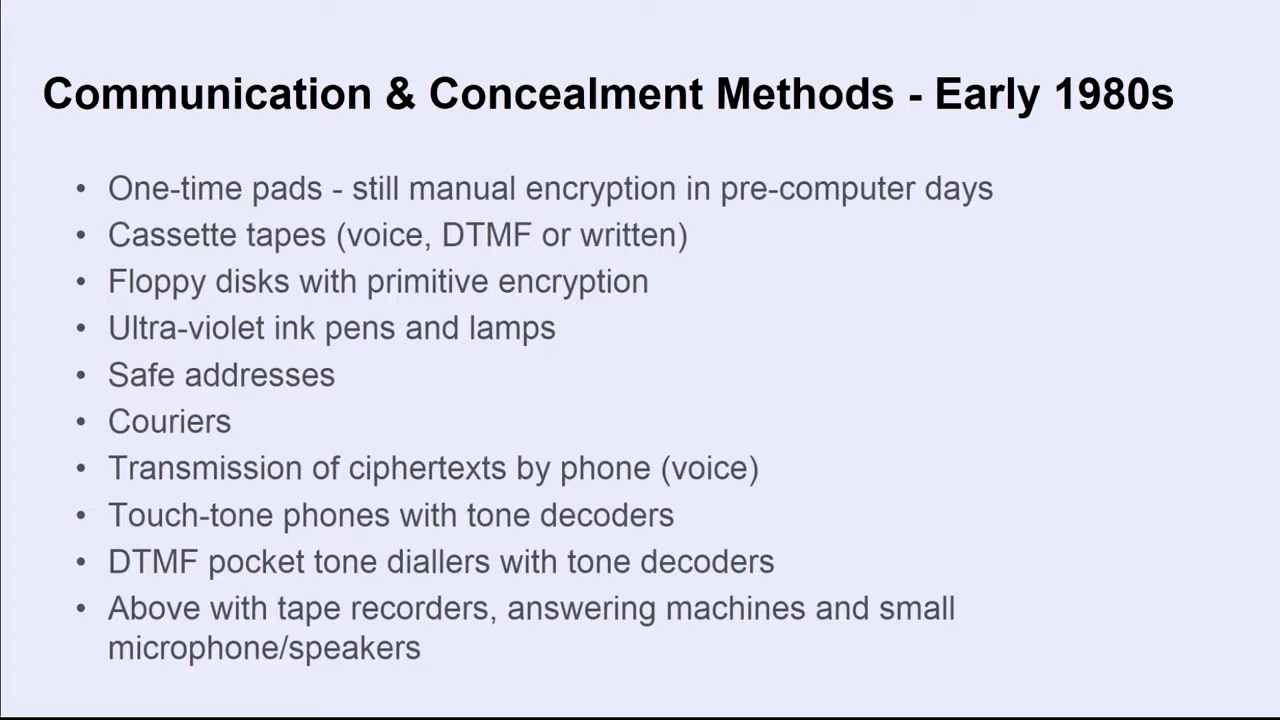 Communication & Concealment Methods - Early 1980s
• One-time pads - still manual encryption in pre-computer days
• Cassette tapes (voice, DTMF or written)
• Floppy disks with primitive encryption
• Ultra-violet ink pens and lamps
• Safe addresses
• Couriers
• Transmission of ciphertexts by phone (voice)
• Touch-tone phones with tone decoders
• DTMF pocket tone diallers with tone decoders
• Above with tape recorders, answering machines and small
microphone/speakers